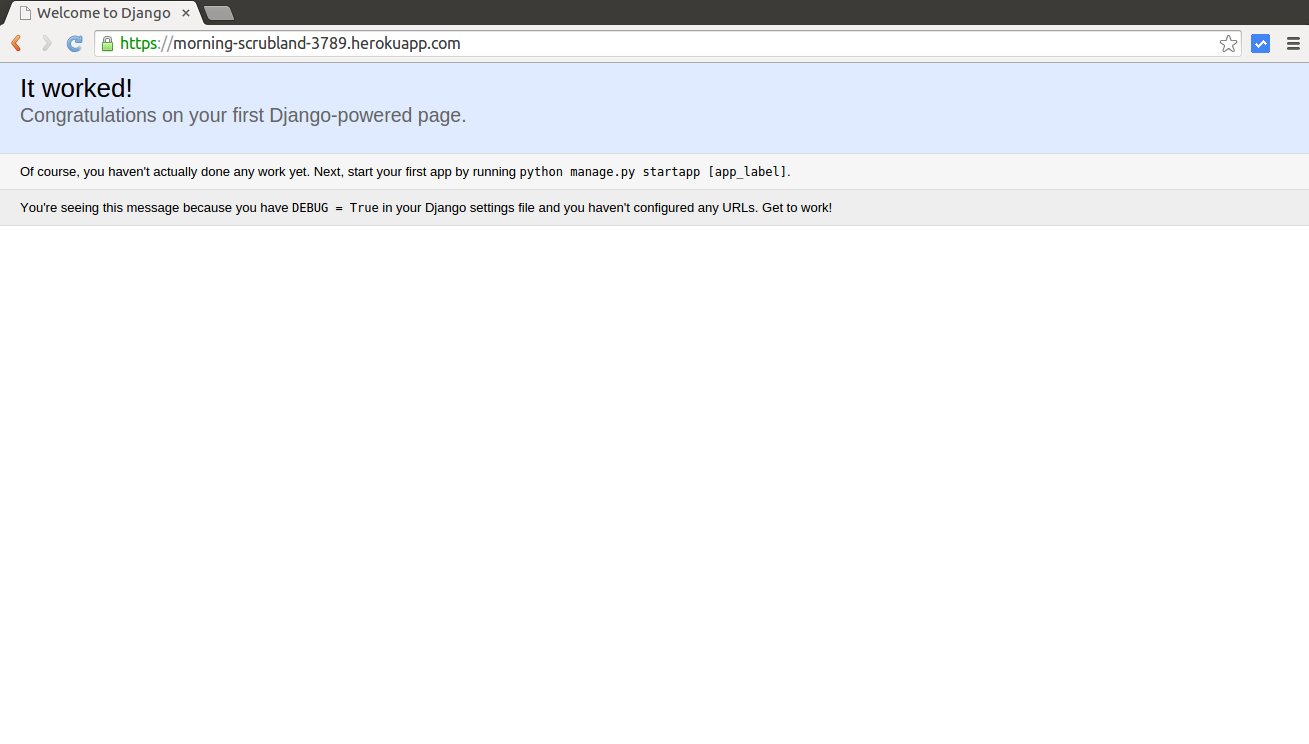 Welcome to Django
https://morning-scrubland-3789.herokuapp.com
It worked!
Congratulations on your first Django-powered page.
Of course, you haven't actually done any work yet. Next, start your first app by running python manage.py startapp [app_label].
You're seeing this message because you have DEBUG = True in your Django settings file and you haven't configured any URLs. Get to work!